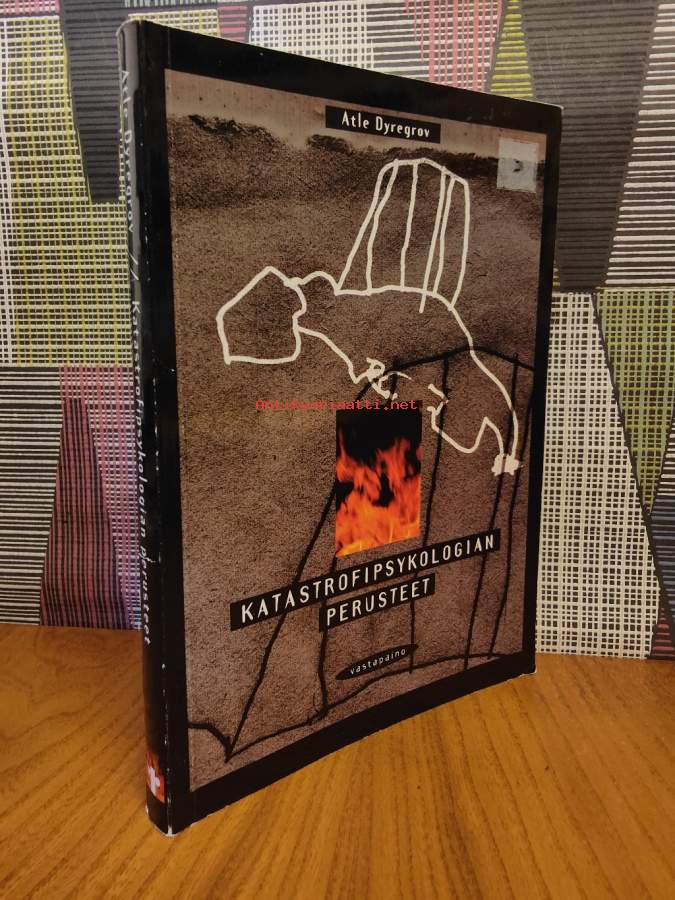 Atle Dyregrov
Antikvariaatti.net
KATASTROFIPSYKOLOGIAN
PERUSTEET
vastapaino
Atle Dyregrov // Katastrofipsykologian perusteet